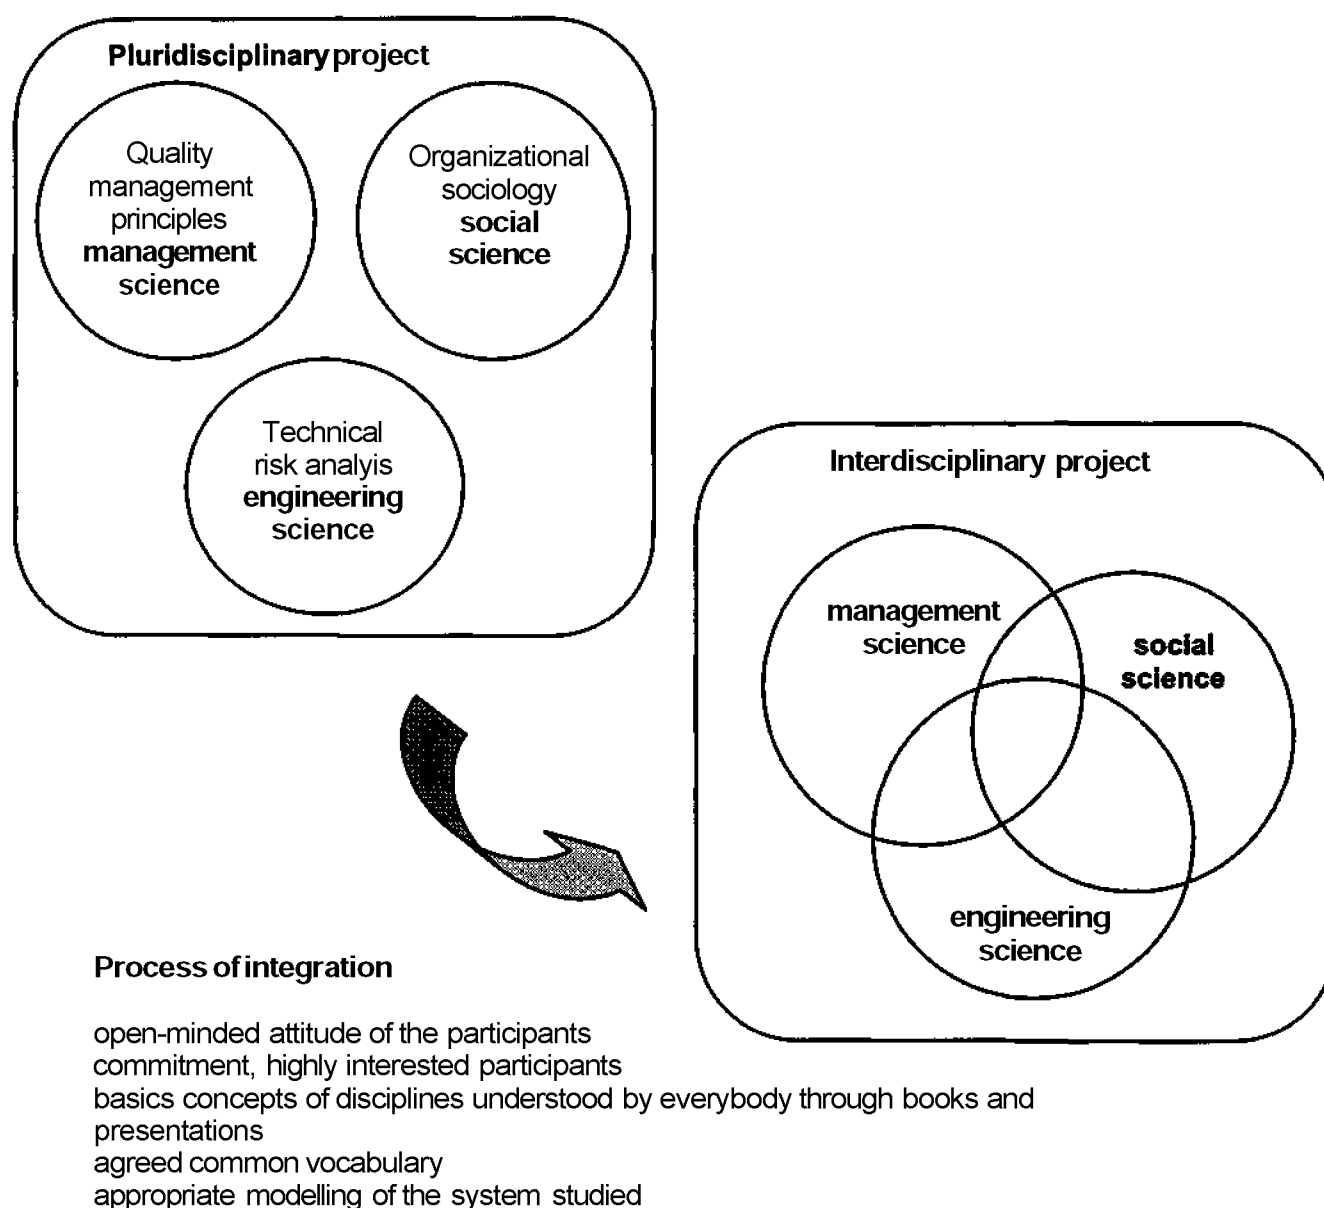 Pluridisciplinary project
Quality
management
principles
management
science
Organizational
sociology
social
science
Technical
risk analyis
engineering
science
Interdisciplinary project
management
science
social
science
engineering
science
Process of integration
open-minded attitude of the participants
commitment, highly interested participants
basics concepts of disciplines understood by everybody through books and
presentations
agreed common vocabulary
appropriate modelling of the system studied